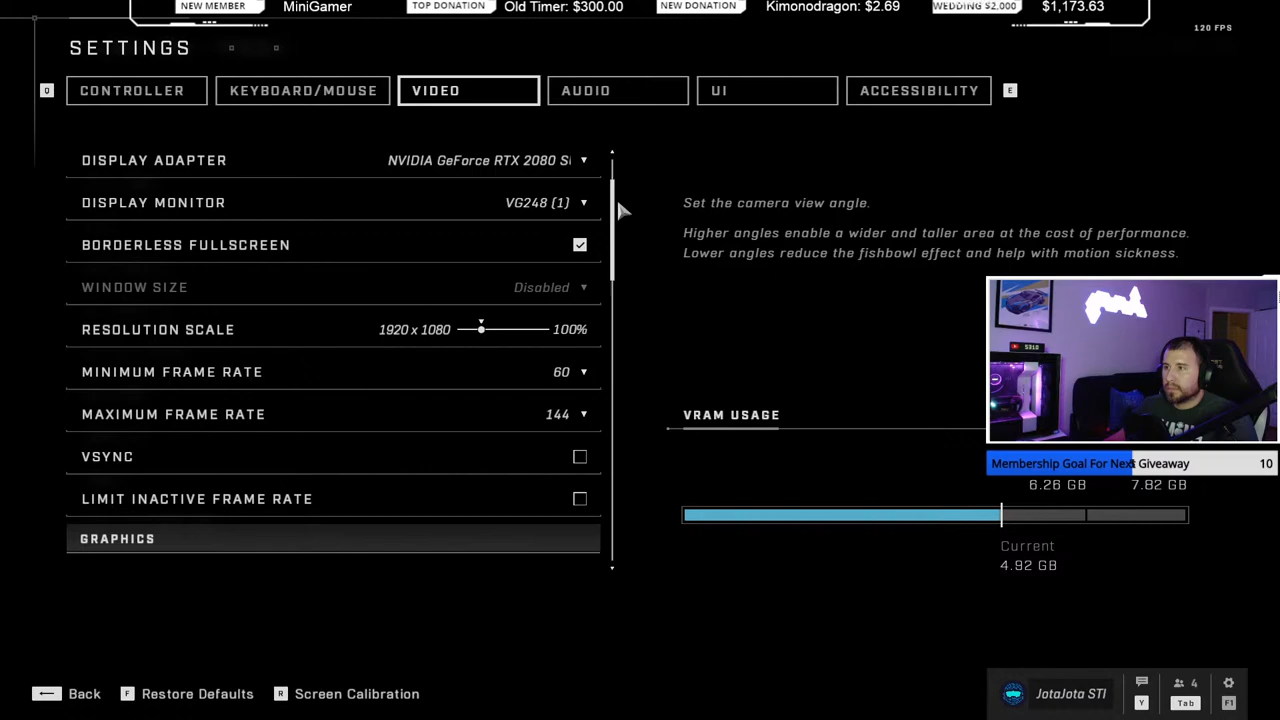 NEW MEMBER MiniGamer TOP DONATION Old Timer: $300.00 NEW DONATION Kimonodragon: $2.69 WEDDING $2,000 $1,173.63
120 FPS
SETTINGS
Q CONTROLLER KEYBOARD/MOUSE VIDEO AUDIO UI ACCESSIBILITY E
DISPLAY ADAPTER NVIDIA GeForce RTX 2080 S
DISPLAY MONITOR VG248 (1)
BORDERLESS FULLSCREEN
WINDOW SIZE Disabled
RESOLUTION SCALE 1920 x 1080 100%
MINIMUM FRAME RATE 60
MAXIMUM FRAME RATE 144
VSYNC
LIMIT INACTIVE FRAME RATE
GRAPHICS
Set the camera view angle.
Higher angles enable a wider and taller area at the cost of performance.
Lower angles reduce the fishbowl effect and help with motion sickness.
5310
VRAM USAGE
Membership Goal For Next Giveaway 10
6.26 GB 7.82 GB
Current
4.92 GB
Back F Restore Defaults R Screen Calibration
JotaJota STI 4
Y Tab F1